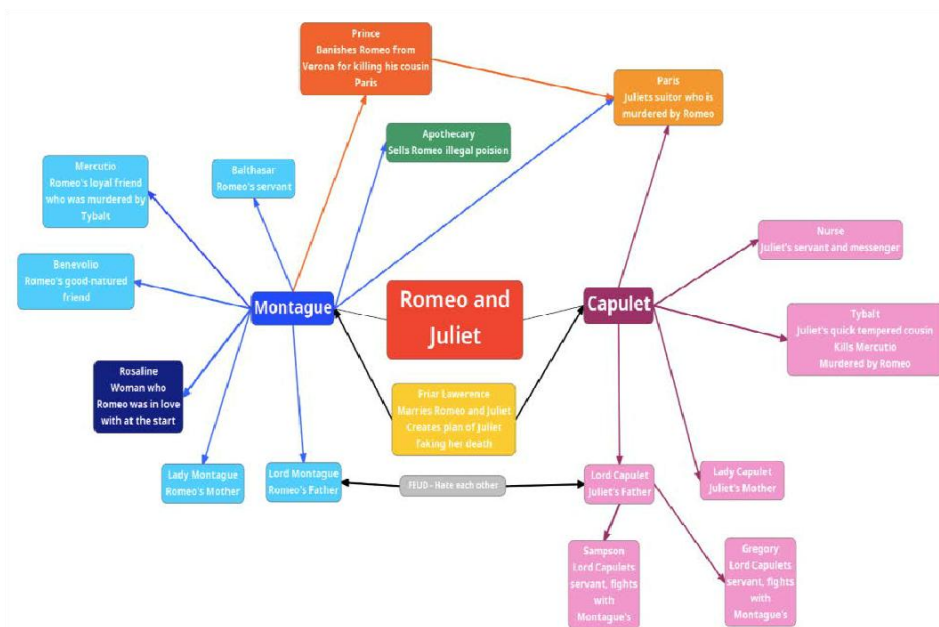 Prince
Banishes Romeo from
Verona for killing his cousin
Paris
Paris
Juliets suitor who is
murdered by Romeo
Apothecary
Sells Romeo illegal poision
Mercutio
Romeo's loyal friend
who was murdered by
Tybalt
Balthasar
Romeo's servant
Nurse
Juliet's servant and messenger
Benevolio
Romeo's good-natured
friend
Montague
Romeo and
Juliet
Capulet
Tybalt
Juliet's quick tempered cousin
Kills Mercutio
Murdered by Romeo
Rosaline
Woman who
Romeo was in love
with at the start
Friar Lawerence
Marries Romeo and Juliet
Creates plan of Juliet
faking her death
Lady Montague
Romeo's Mother
Lord Montague
Romeo's Father
FEUD - Hate each other
Lord Capulet
Juliet's Father
Lady Capulet
Juliet's Mother
Sampson
Lord Capulets
servant, fights
with
Montague's
Gregory
Lord Capulets
servant, fights
with
Montague's